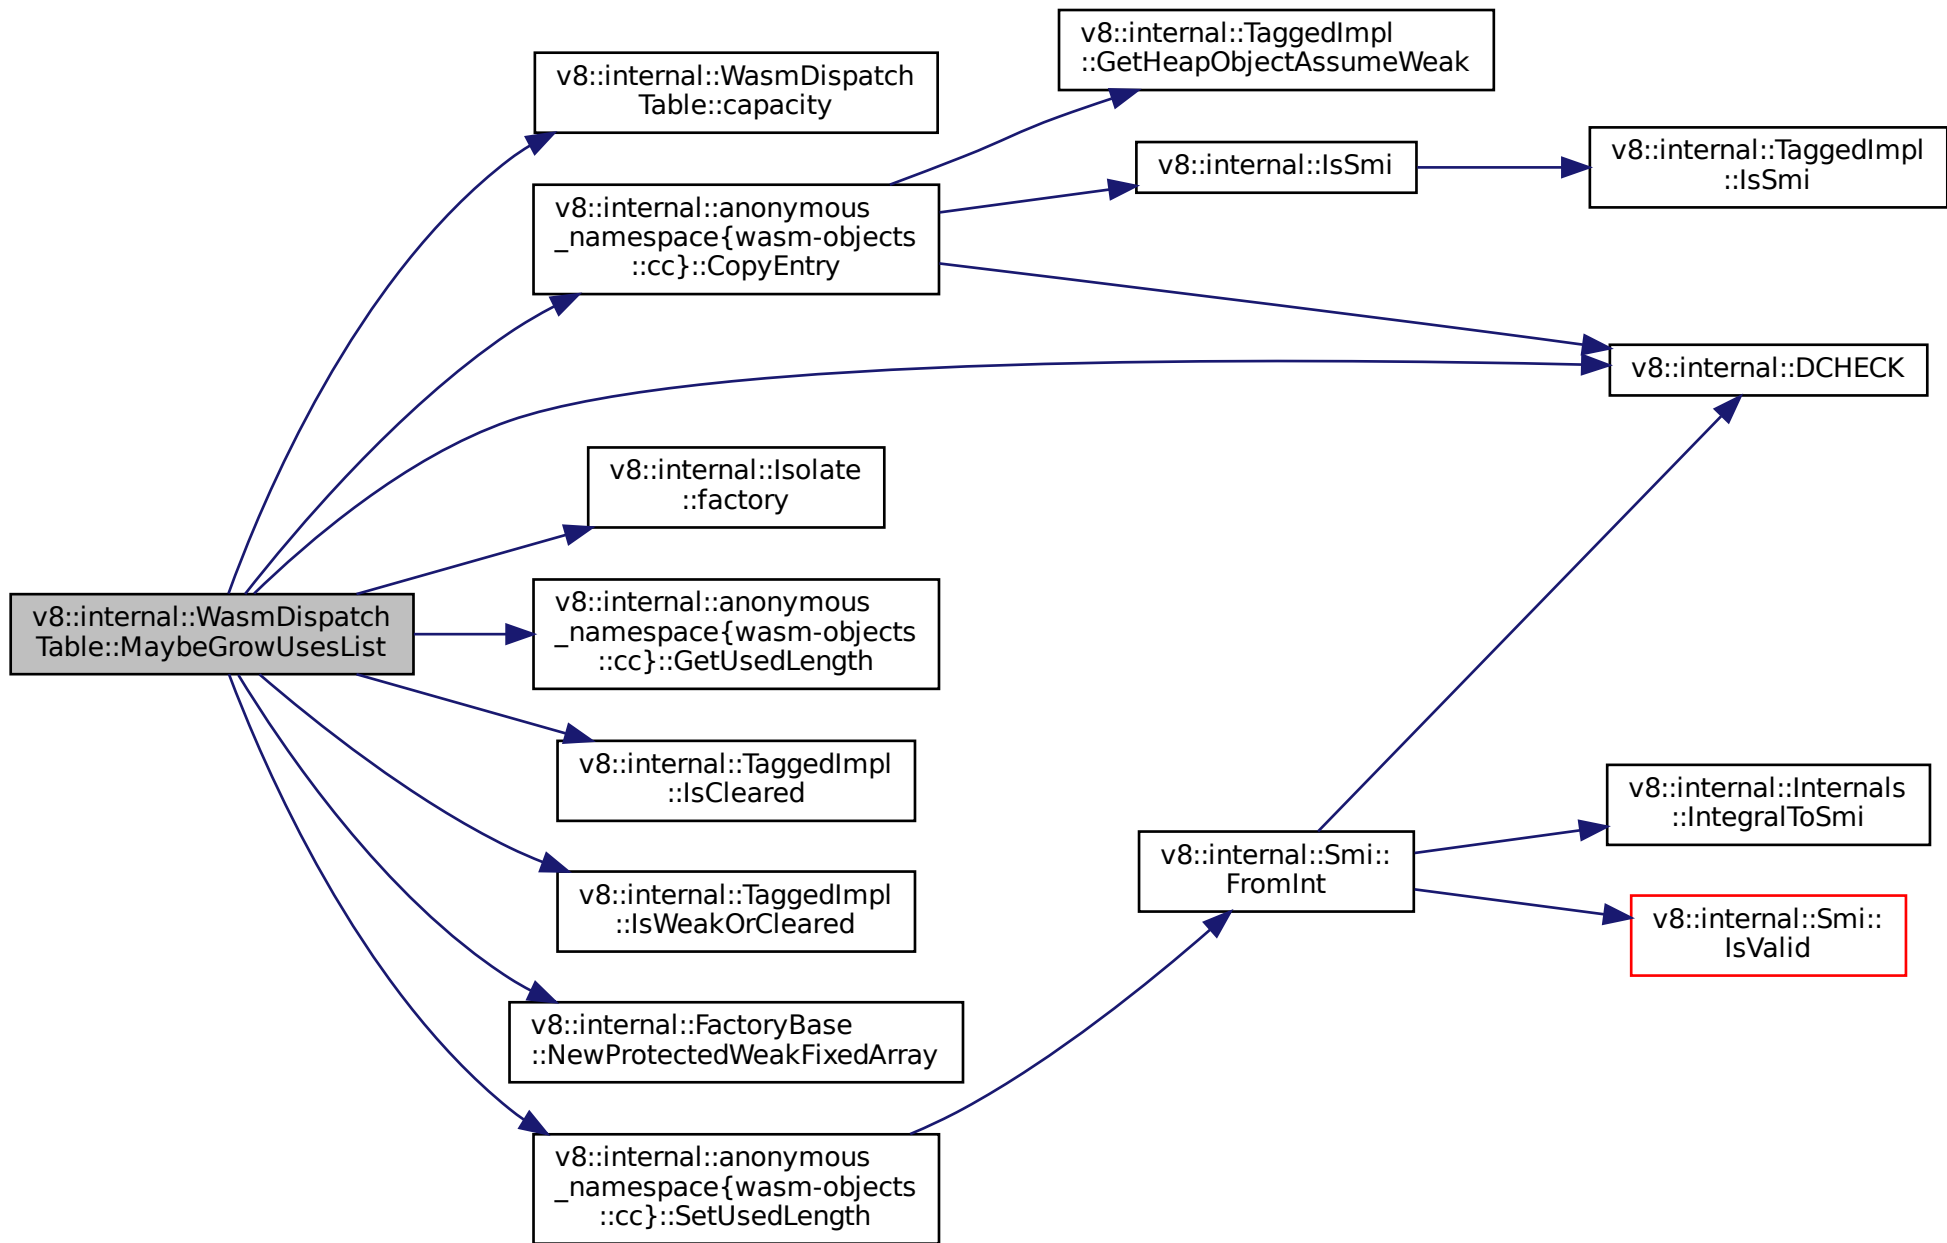 v8::internal::WasmDispatch
Table::MaybeGrowUsesList
v8::internal::WasmDispatch
Table::capacity
v8::internal::anonymous
_namespace{wasm-objects
::cc}::CopyEntry
v8::internal::Isolate
::factory
v8::internal::anonymous
_namespace{wasm-objects
::cc}::GetUsedLength
v8::internal::TaggedImpl
::IsCleared
v8::internal::TaggedImpl
::IsWeakOrCleared
v8::internal::FactoryBase
::NewProtectedWeakFixedArray
v8::internal::anonymous
_namespace{wasm-objects
::cc}::SetUsedLength
v8::internal::TaggedImpl
::GetHeapObjectAssumeWeak
v8::internal::IsSmi
v8::internal::Smi::
FromInt
v8::internal::TaggedImpl
::IsSmi
v8::internal::DCHECK
v8::internal::Internals
::IntegralToSmi
v8::internal::Smi::
IsValid